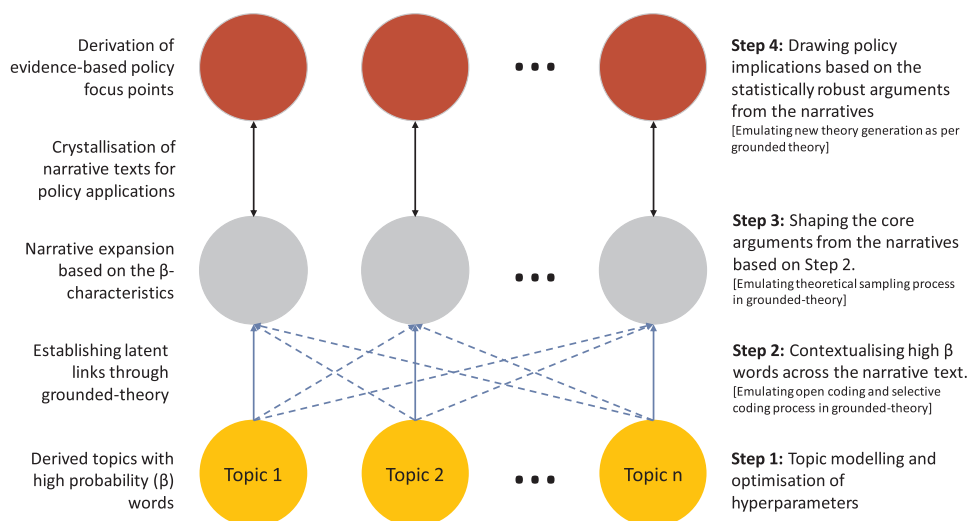 Derivation of
evidence-based policy
focus points
Step 4: Drawing policy
implications based on the
statistically robust arguments
from the narratives
[Emulating new theory generation as per
grounded theory]
Crystallisation of
narrative texts for
policy applications
Narrative expansion
based on the β-
characteristics
Step 3: Shaping the core
arguments from the narratives
based on Step 2.
[Emulating theoretical sampling process
in grounded-theory]
Establishing latent
links through
grounded-theory
Step 2: Contextualising high β
words across the narrative text.
[Emulating open coding and selective
coding process in grounded-theory]
Derived topics with
high probability (β)
words
Topic 1
Topic 2
Topic n
Step 1: Topic modelling and
optimisation of
hyperparameters